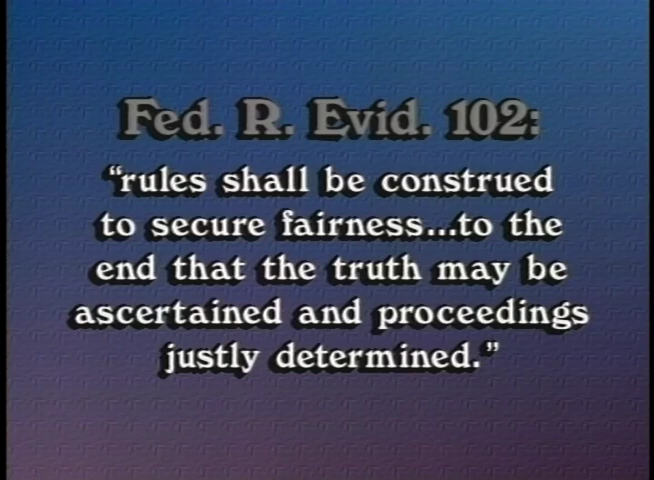 Fed. R. Evid. 102:
“rules shall be construed
to secure fairness...to the
end that the truth may be
ascertained and proceedings
justly determined.”